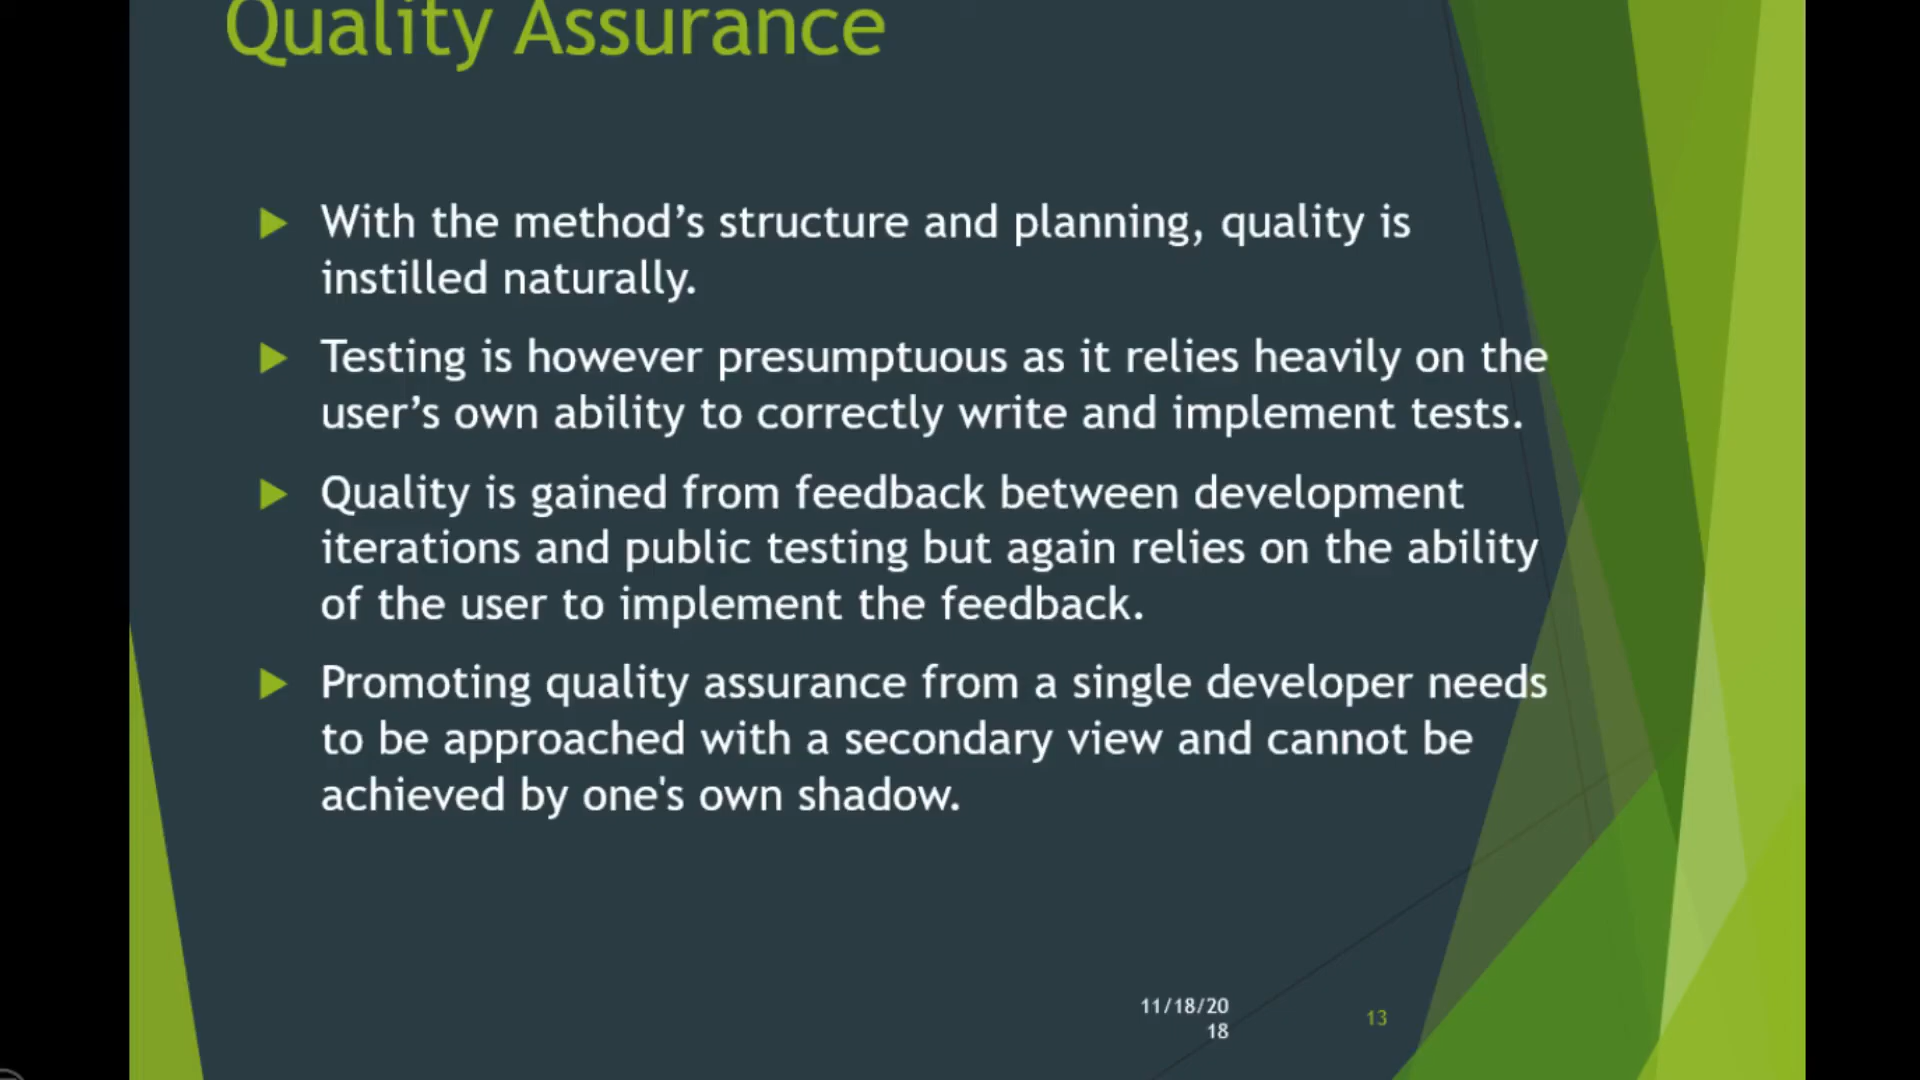 Quality Assurance
With the method’s structure and planning, quality is
instilled naturally.
Testing is however presumptuous as it relies heavily on the
user’s own ability to correctly write and implement tests.
Quality is gained from feedback between development
iterations and public testing but again relies on the ability
of the user to implement the feedback.
Promoting quality assurance from a single developer needs
to be approached with a secondary view and cannot be
achieved by one's own shadow.
11/18/20
18
13